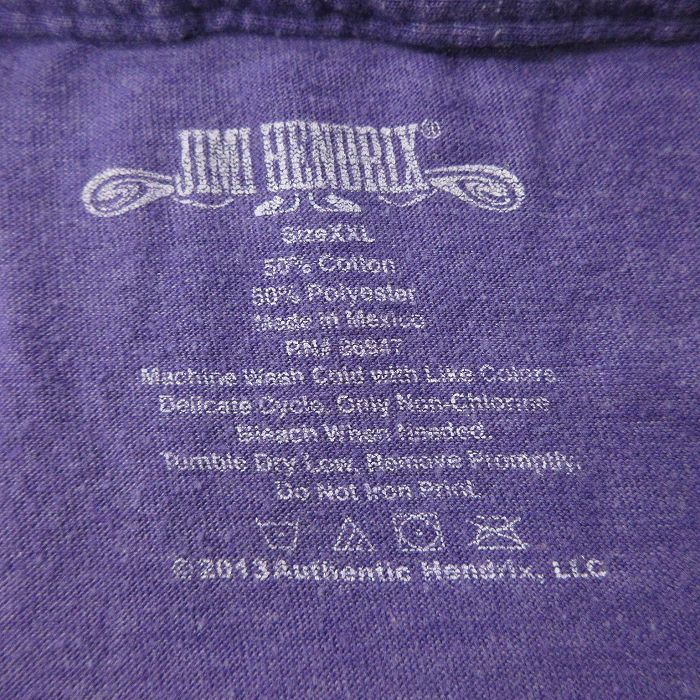 JIMI HENDRIX®
Size XXL
50% Cotton
50% Polyester
Made in Mexico
RN# 86947
Machine Wash Cold with Like Colors.
Delicate Cycle. Only Non-Chlorine
Bleach When Needed.
Tumble Dry Low. Remove Promptly.
Do Not Iron Print.
© 2013 Authentic Hendrix, LLC